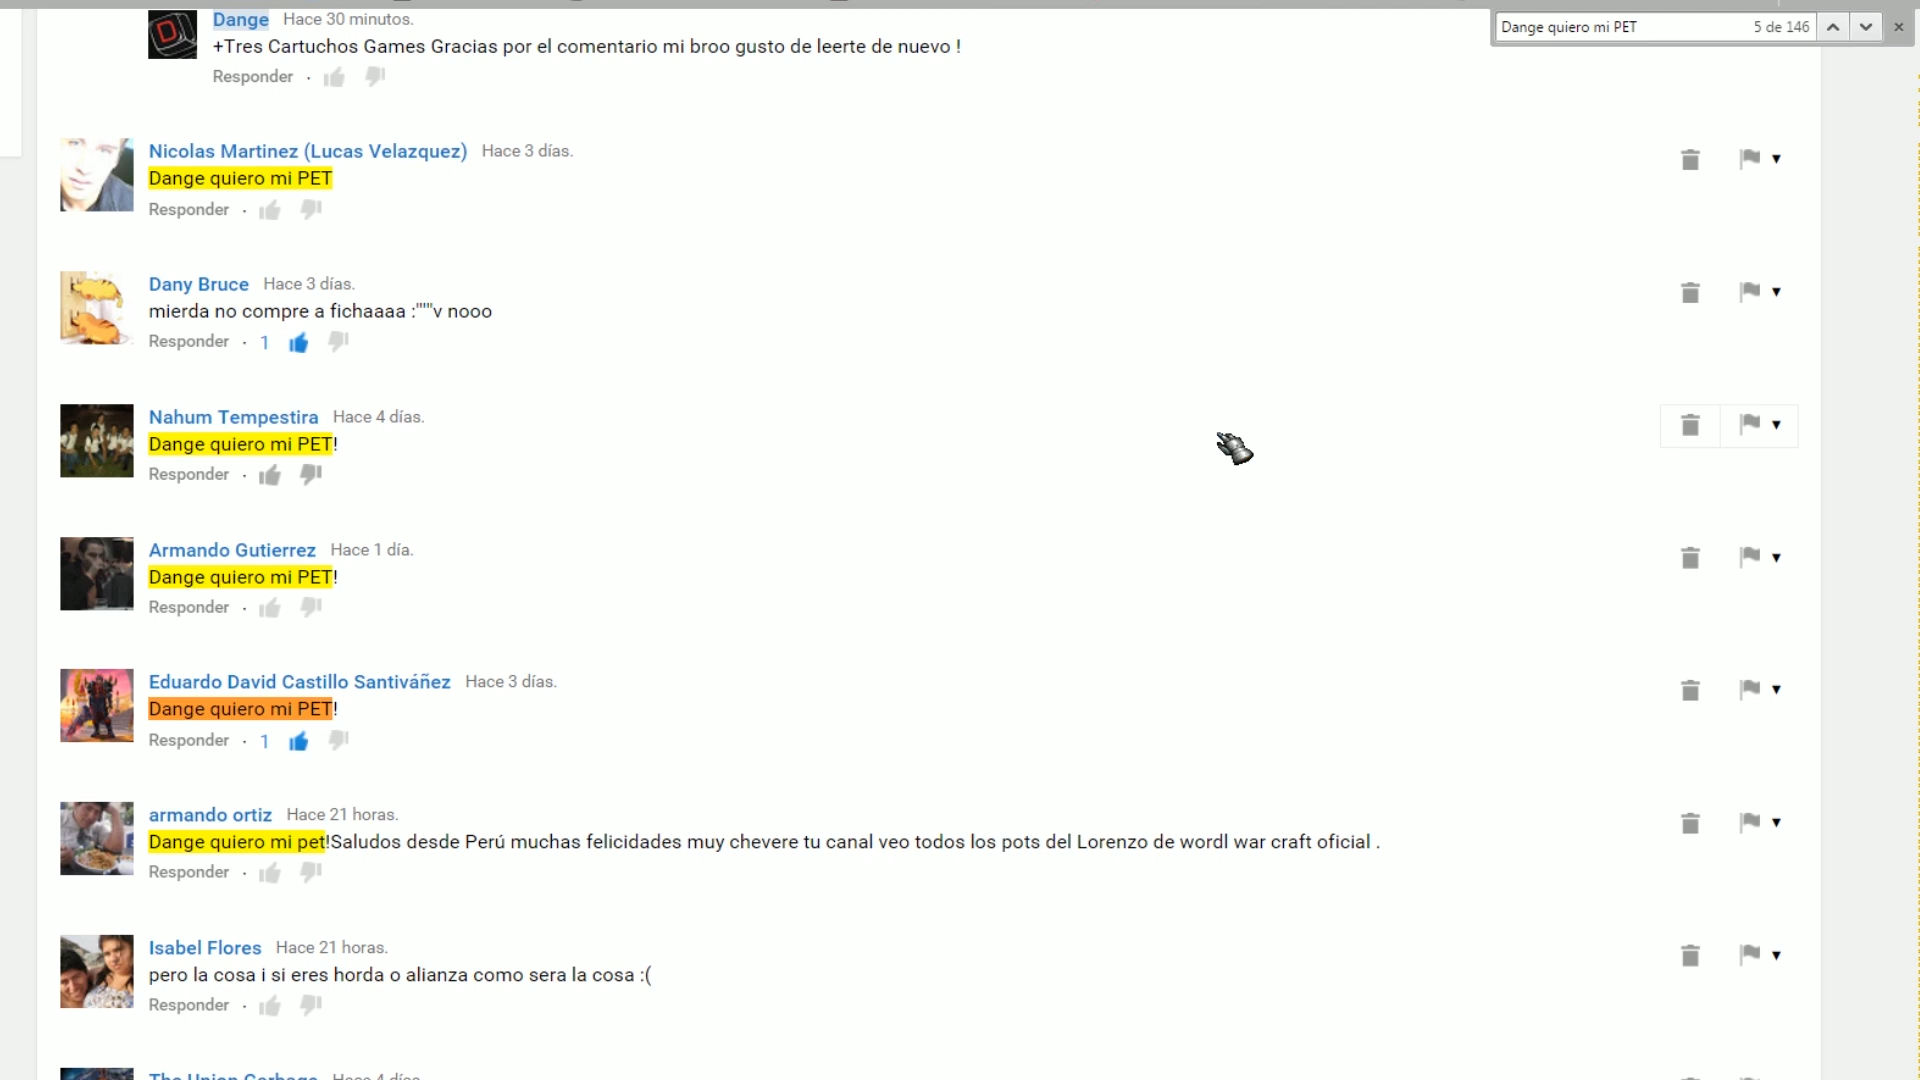 Dange Hace 30 minutos.
Dange quiero mi PET 5 de 146
+Tres Cartuchos Games Gracias por el comentario mi broo gusto de leerte de nuevo !
Responder ·
Nicolas Martinez (Lucas Velazquez) Hace 3 días.
Dange quiero mi PET
Responder ·
Dany Bruce Hace 3 días.
mierda no compre a fichaaaa :"""v nooo
Responder · 1
Nahum Tempestira Hace 4 días.
Dange quiero mi PET!
Responder ·
Armando Gutierrez Hace 1 día.
Dange quiero mi PET!
Responder ·
Eduardo David Castillo Santiváñez Hace 3 días.
Dange quiero mi PET!
Responder · 1
armando ortiz Hace 21 horas.
Dange quiero mi pet!Saludos desde Perú muchas felicidades muy chevere tu canal veo todos los pots del Lorenzo de wordl war craft oficial .
Responder ·
Isabel Flores Hace 21 horas.
pero la cosa i si eres horda o alianza como sera la cosa :(
Responder ·
The Union Garbage Hace 4 días